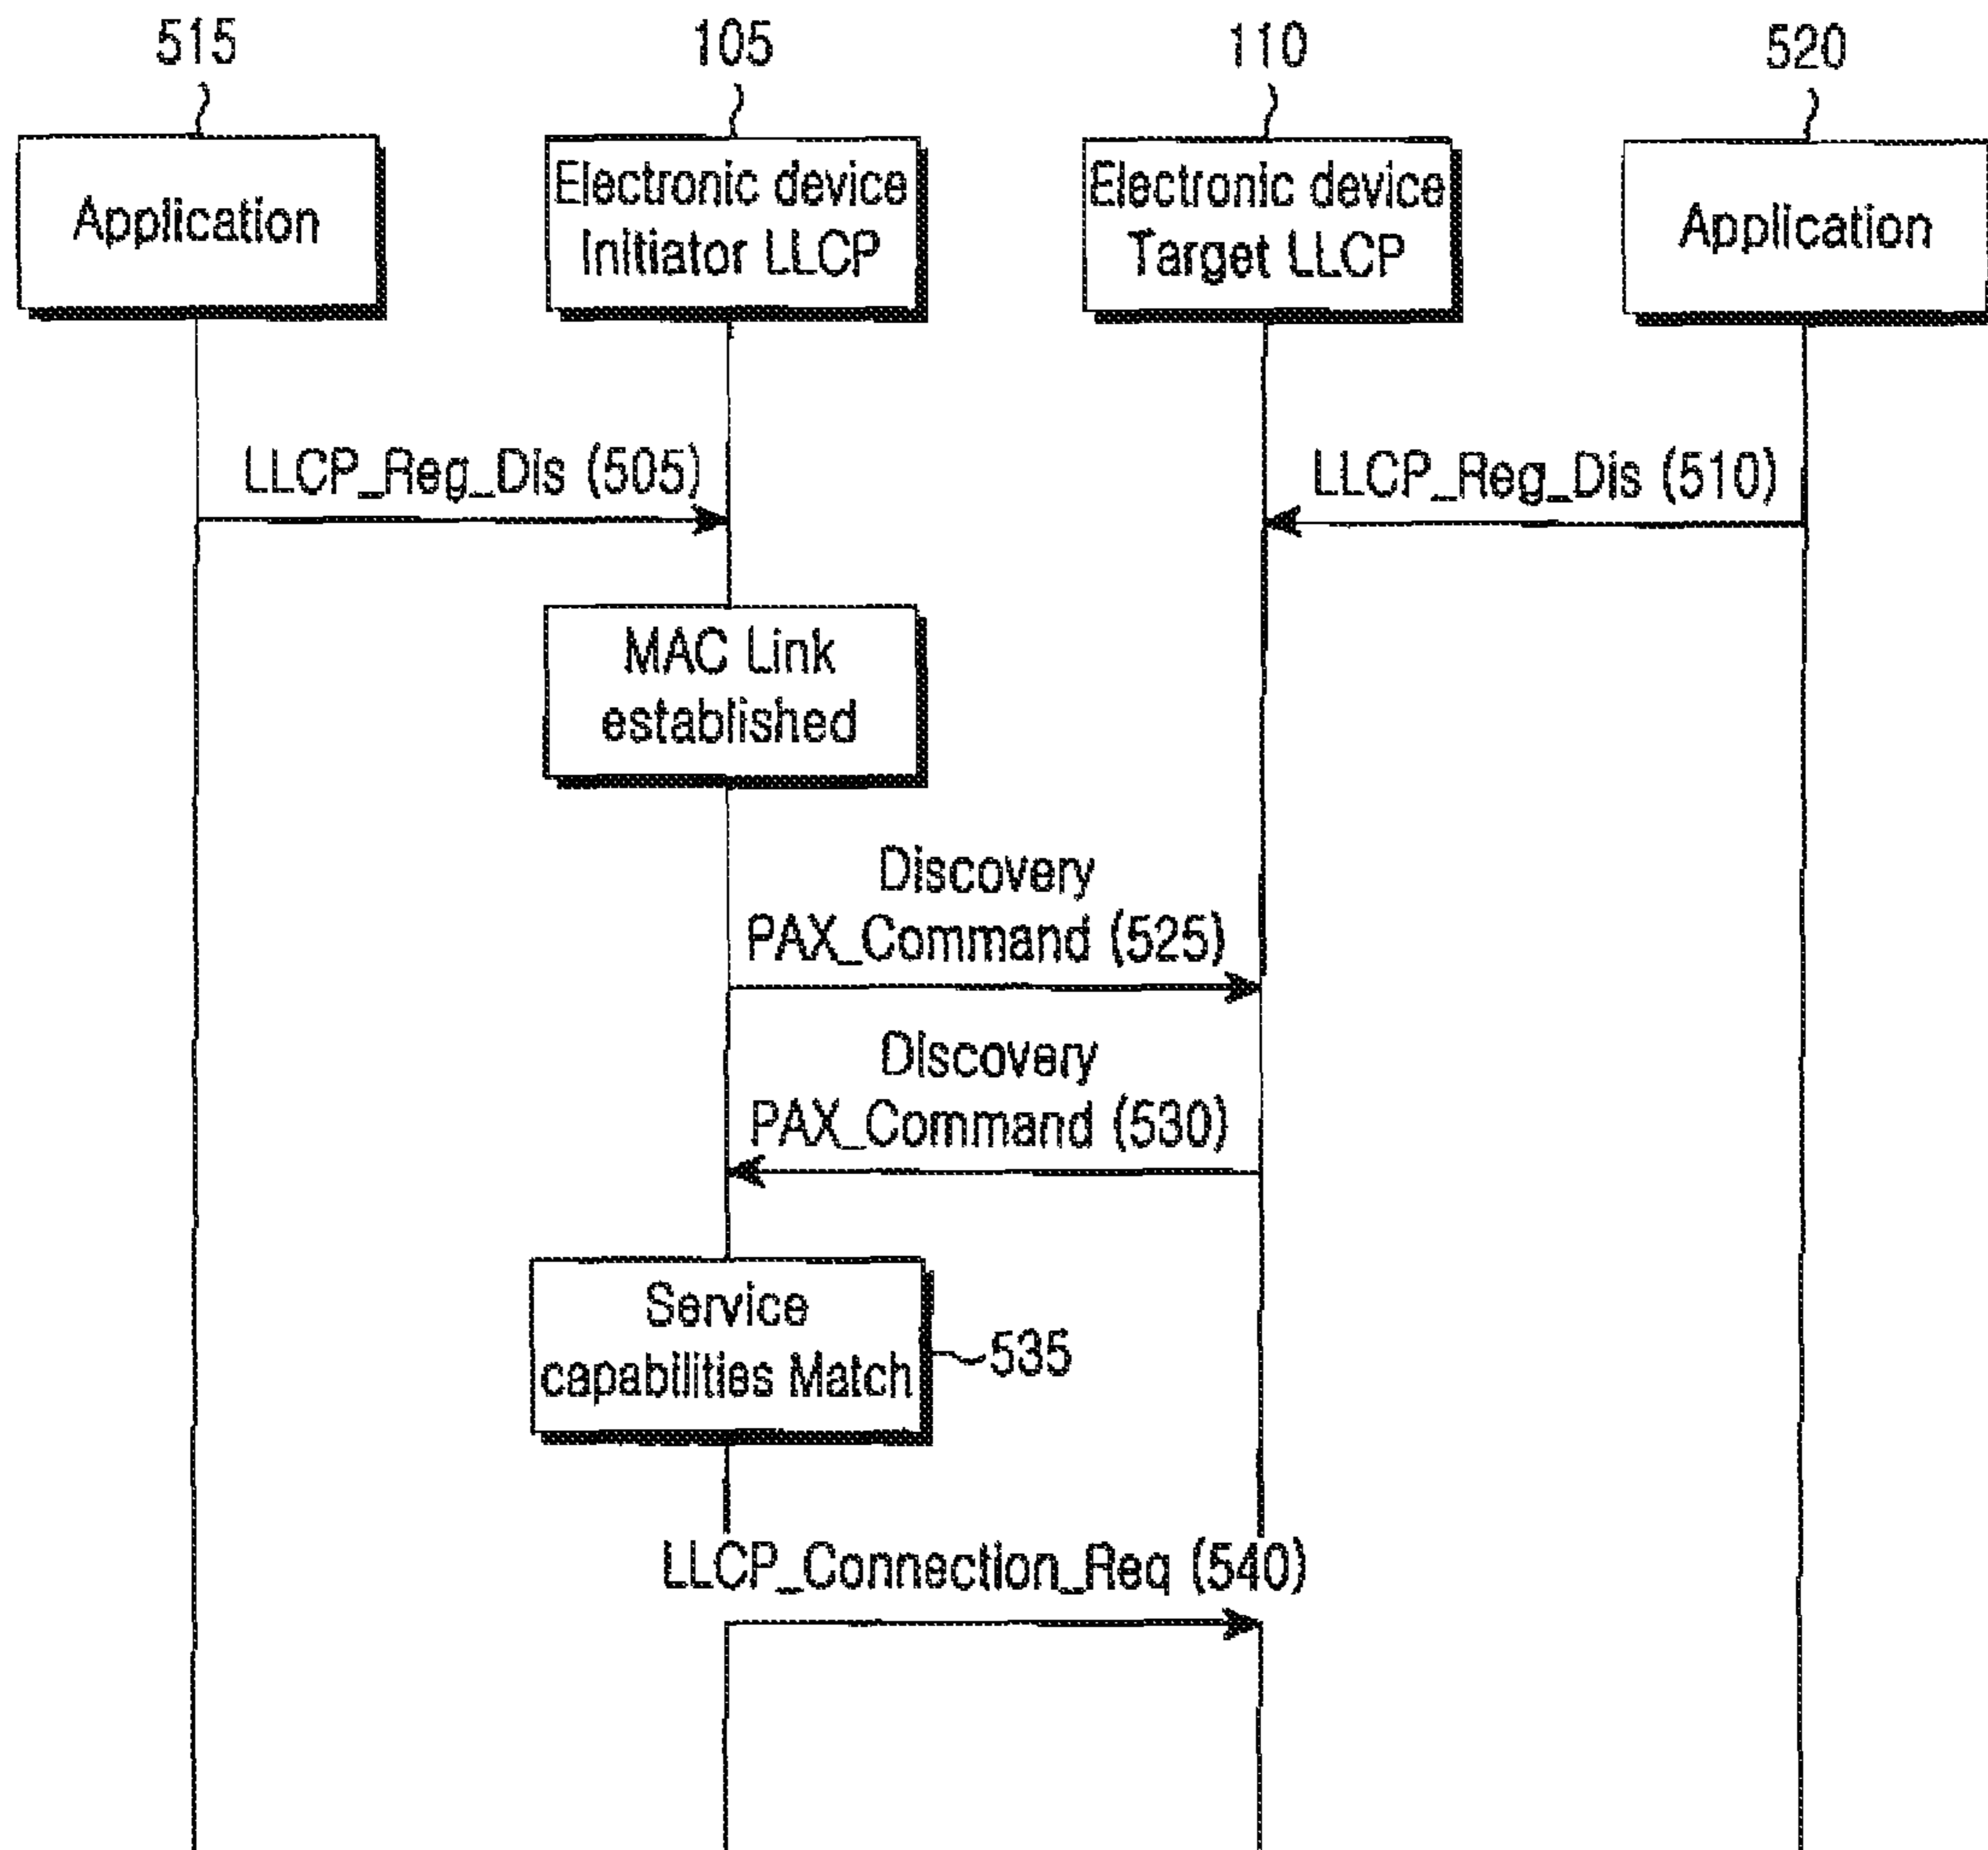 515
105
110
520
Application
Electronic device
Initiator LLCP
Electronic device
Target LLCP
Application
LLCP_Reg_Dis (505)
LLCP_Reg_Dis (510)
MAC Link
established
Discovery
PAX_Command (525)
Discovery
PAX_Command (530)
Service
capabilities Match
535
LLCP_Connection_Req (540)